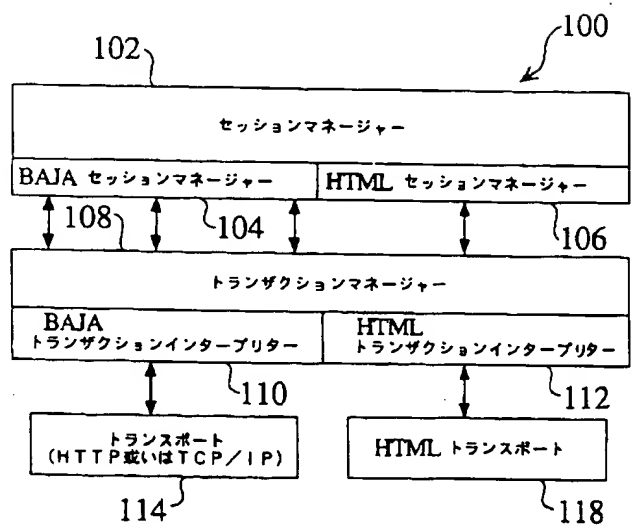 100
102
セッションマネージャー
BAJA セッションマネージャー
HTML セッションマネージャー
108
104
106
トランザクションマネージャー
BAJA
トランザクションインタープリター
HTML
トランザクションインタープリター
110
112
トランスポート
(HTTP或いはTCP/IP)
HTML トランスポート
114
118